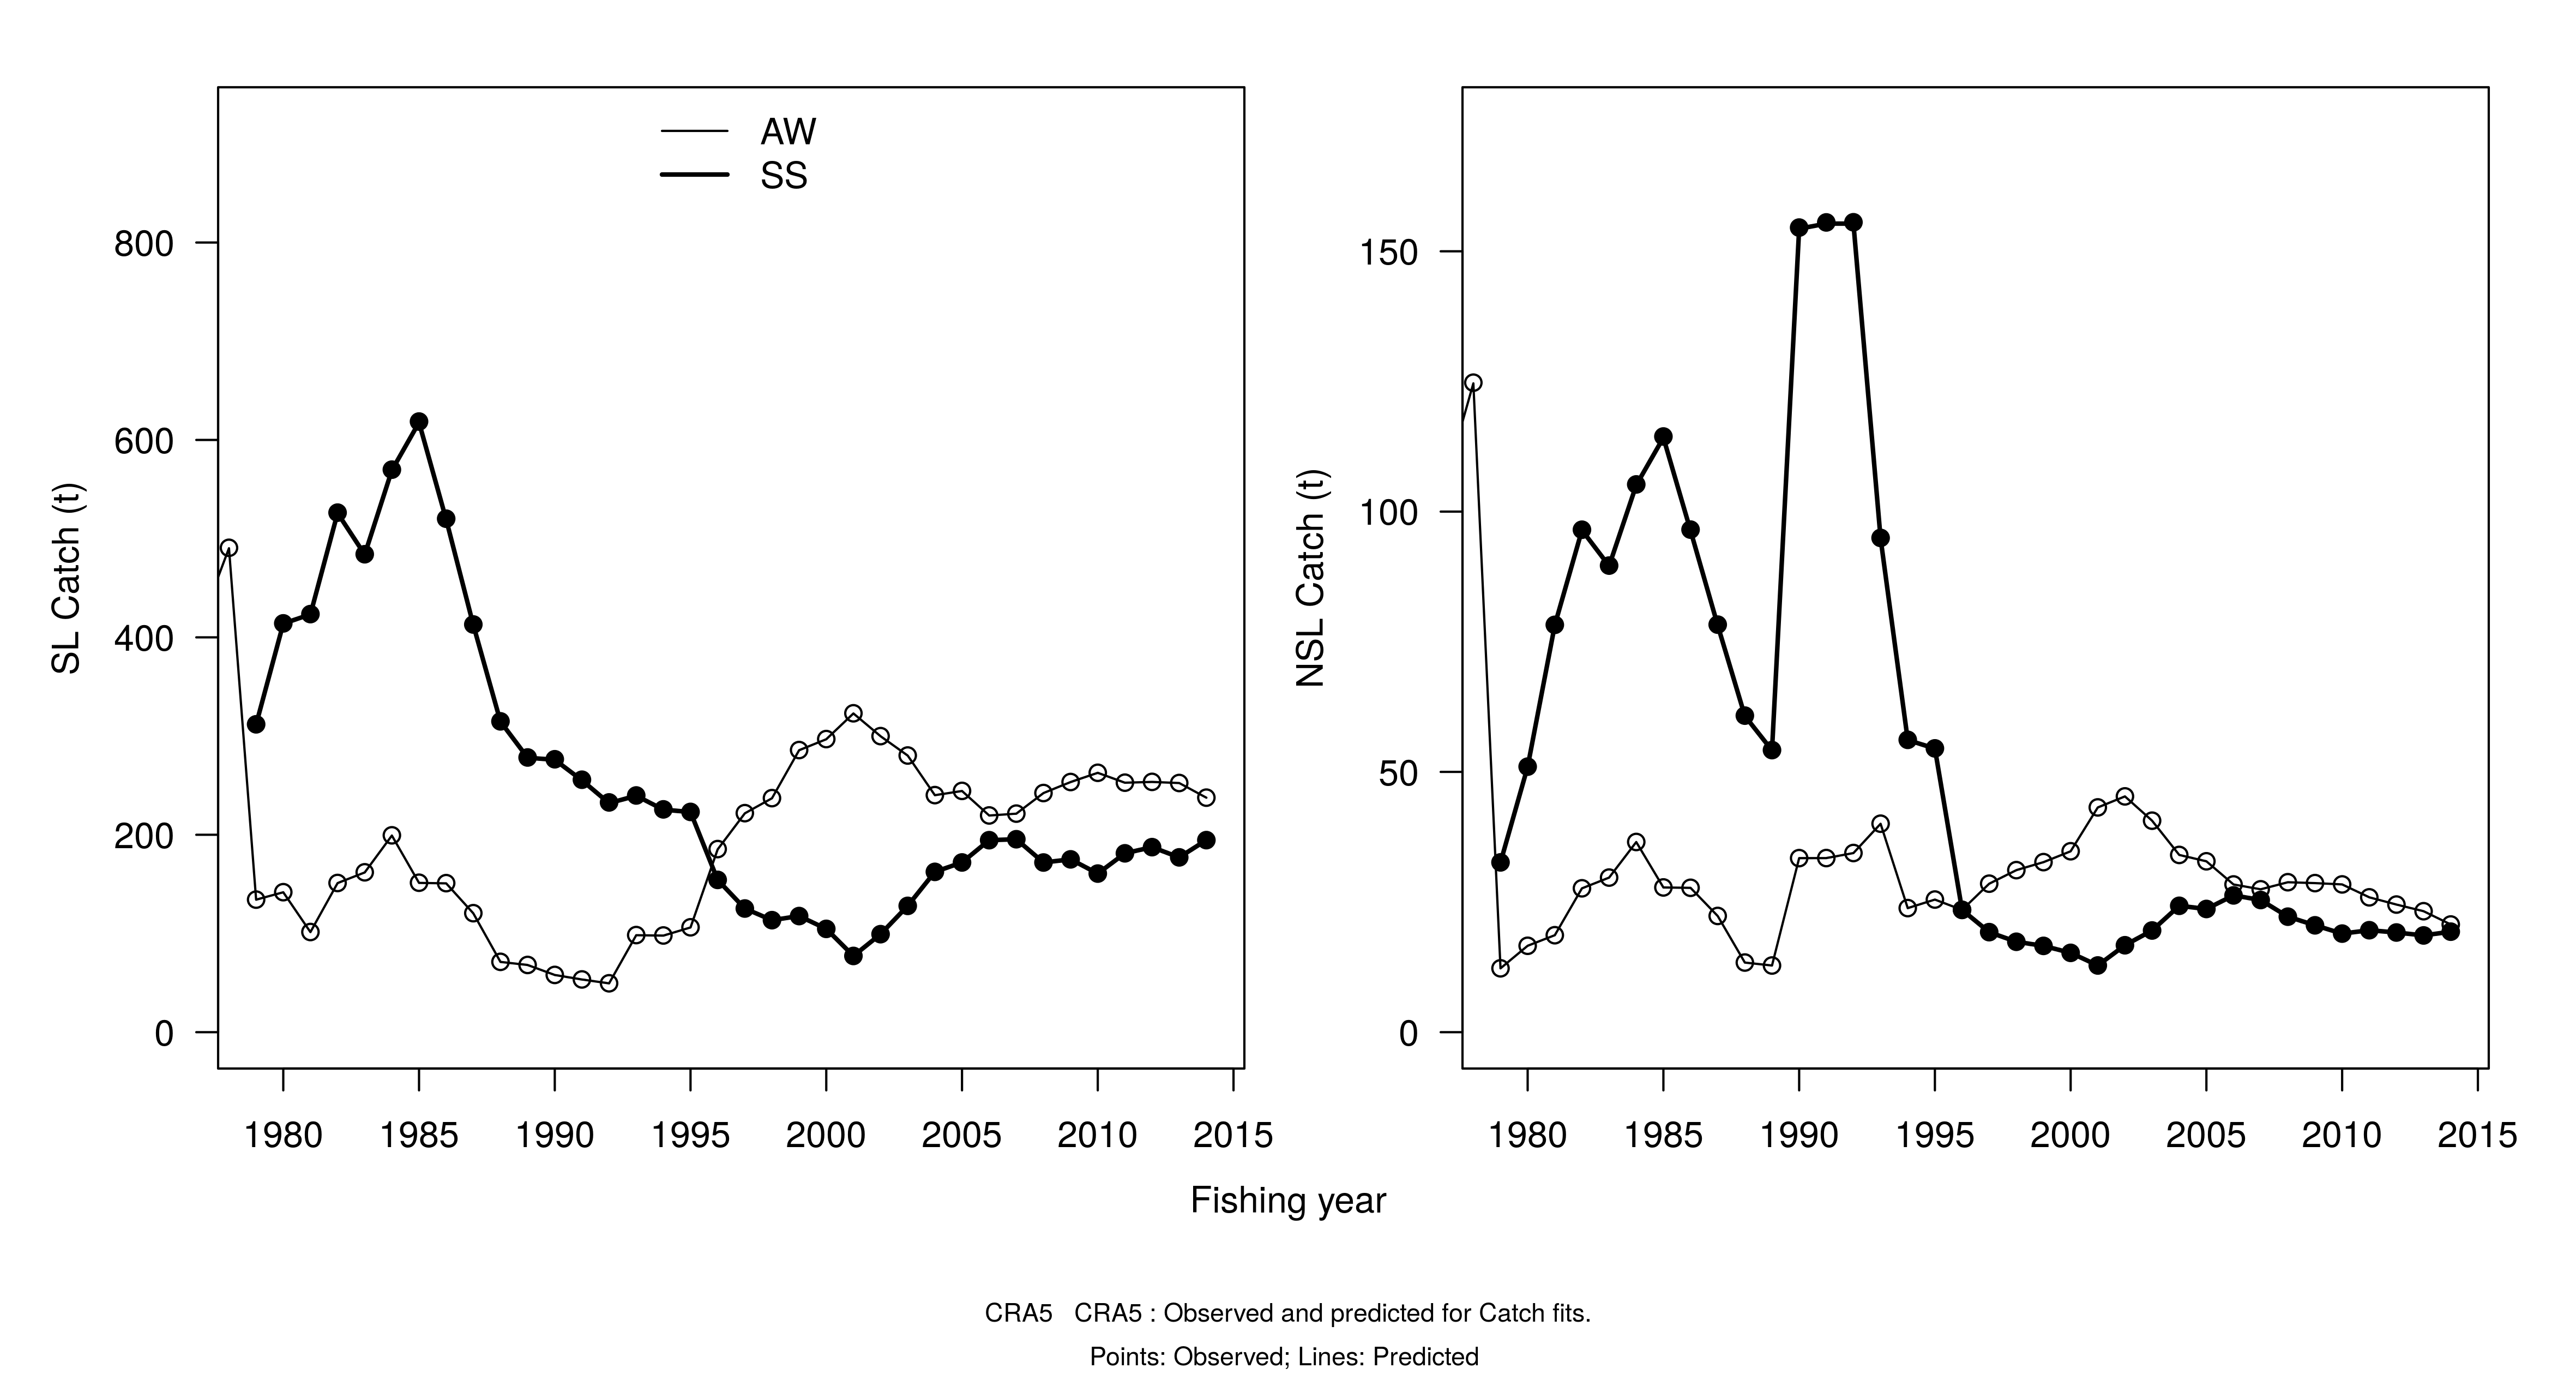 AW
SS
SL Catch (t)
800
600
400
200
0
1980 1985 1990 1995 2000 2005 2010 2015
NSL Catch (t)
150
100
50
0
1980 1985 1990 1995 2000 2005 2010 2015
Fishing year
CRA5 CRA5 : Observed and predicted for Catch fits.
Points: Observed; Lines: Predicted